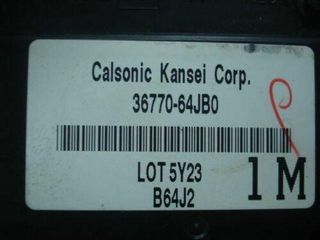 Calsonic Kansei Corp.
36770-64JB0
LOT 5Y23
B64J2
1M